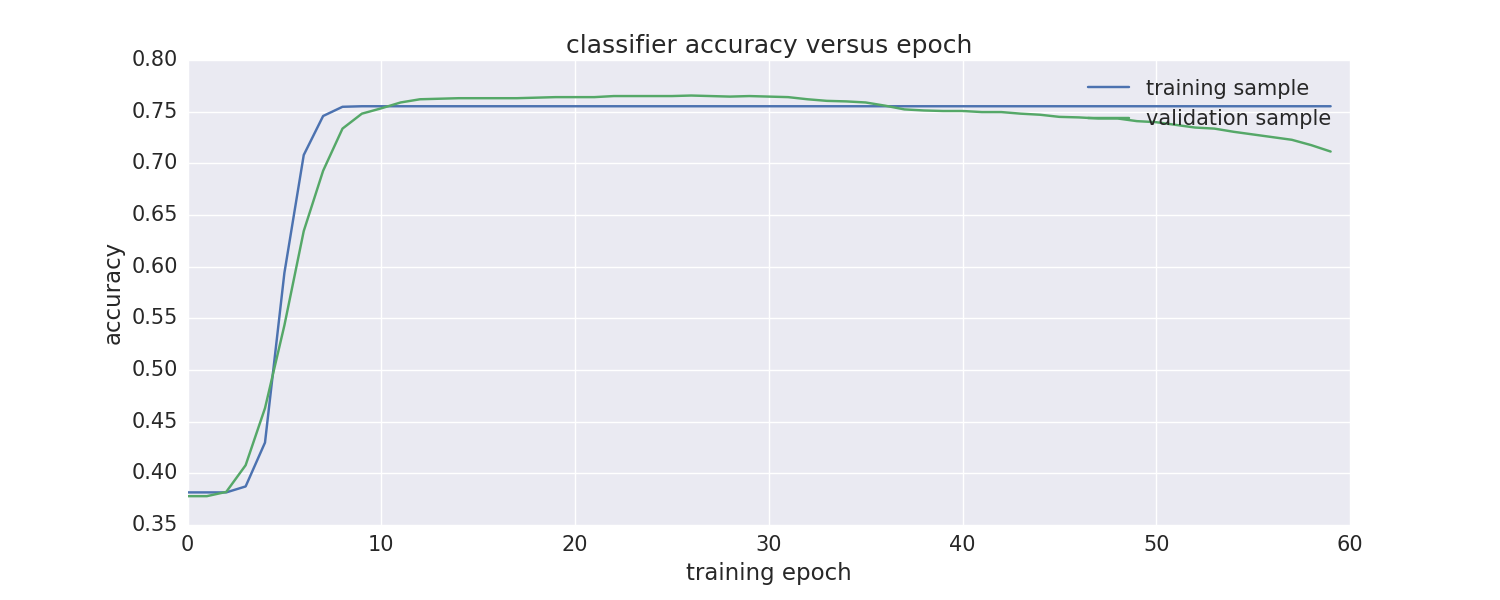 classifier accuracy versus epoch
0.80
0.75
0.70
0.65
0.60
0.55
0.50
0.45
0.40
0.35
accuracy
training sample
validation sample
0 10 20 30 40 50 60
training epoch